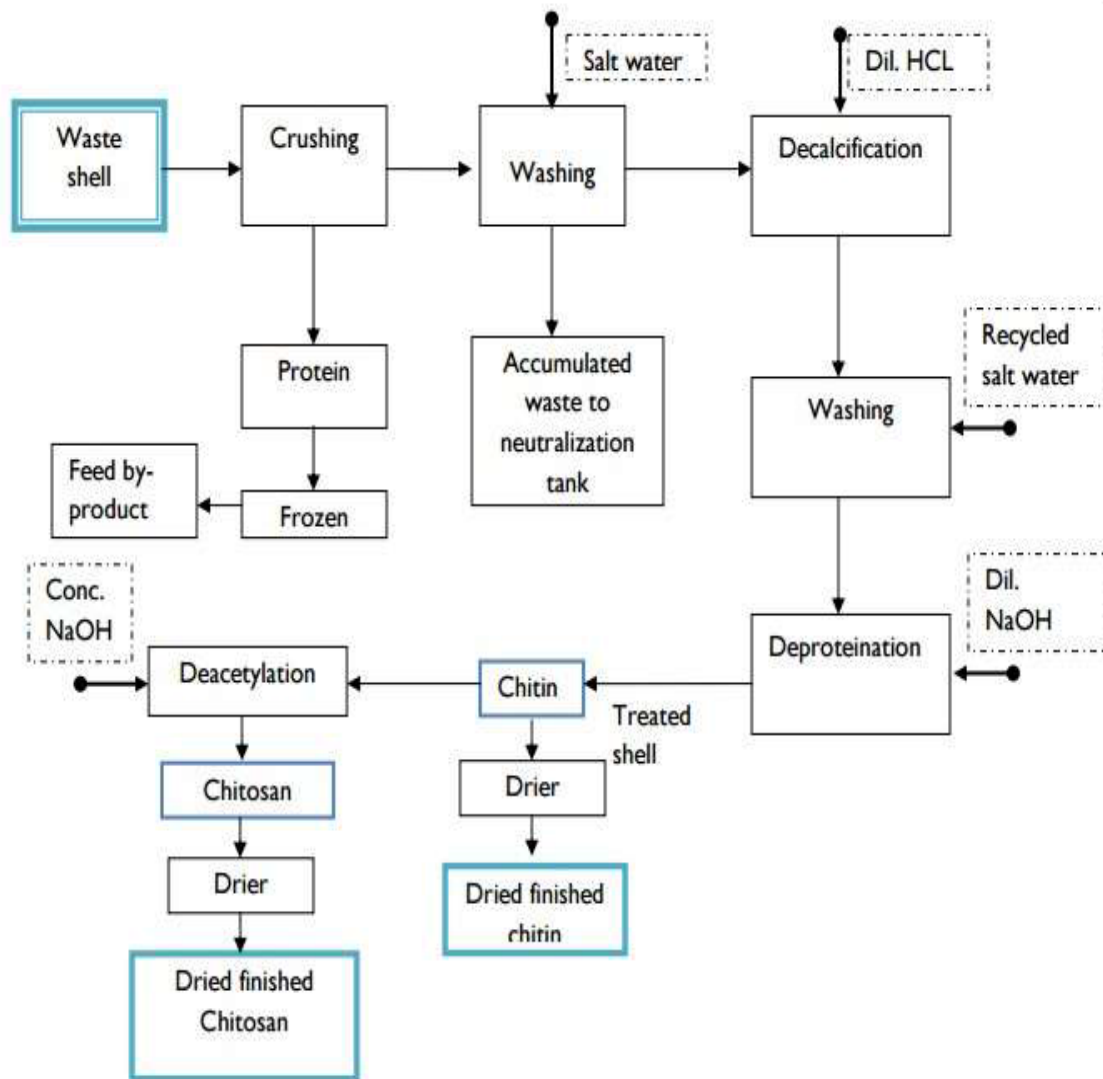 Salt water
Dil. HCL
Waste
shell
Crushing
Washing
Decalcification
Protein
Accumulated
waste to
neutralization
tank
Recycled
salt water
Washing
Feed by-
product
Frozen
Conc.
NaOH
Dil.
NaOH
Deacetylation
Chitin
Deproteination
Treated
shell
Chitosan
Drier
Drier
Dried finished
chitin
Dried finished
Chitosan